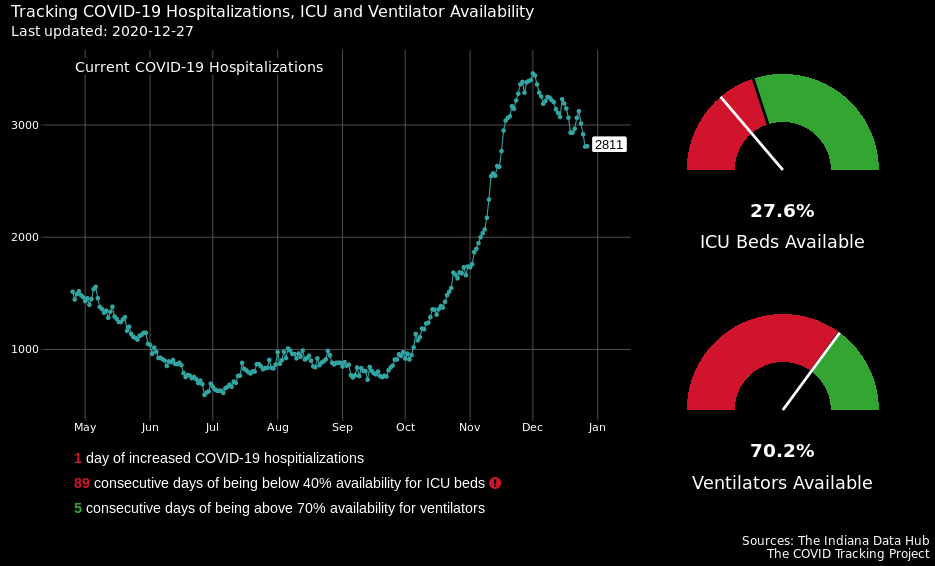 Tracking COVID-19 Hospitalizations, ICU and Ventilator Availability
Last updated: 2020-12-27
Current COVID-19 Hospitalizations
3000
2000
1000
2811
May Jun Jul Aug Sep Oct Nov Dec Jan
27.6%
ICU Beds Available
70.2%
Ventilators Available
1 day of increased COVID-19 hospitializations
89 consecutive days of being below 40% availability for ICU beds
5 consecutive days of being above 70% availability for ventilators
Sources: The Indiana Data Hub
The COVID Tracking Project